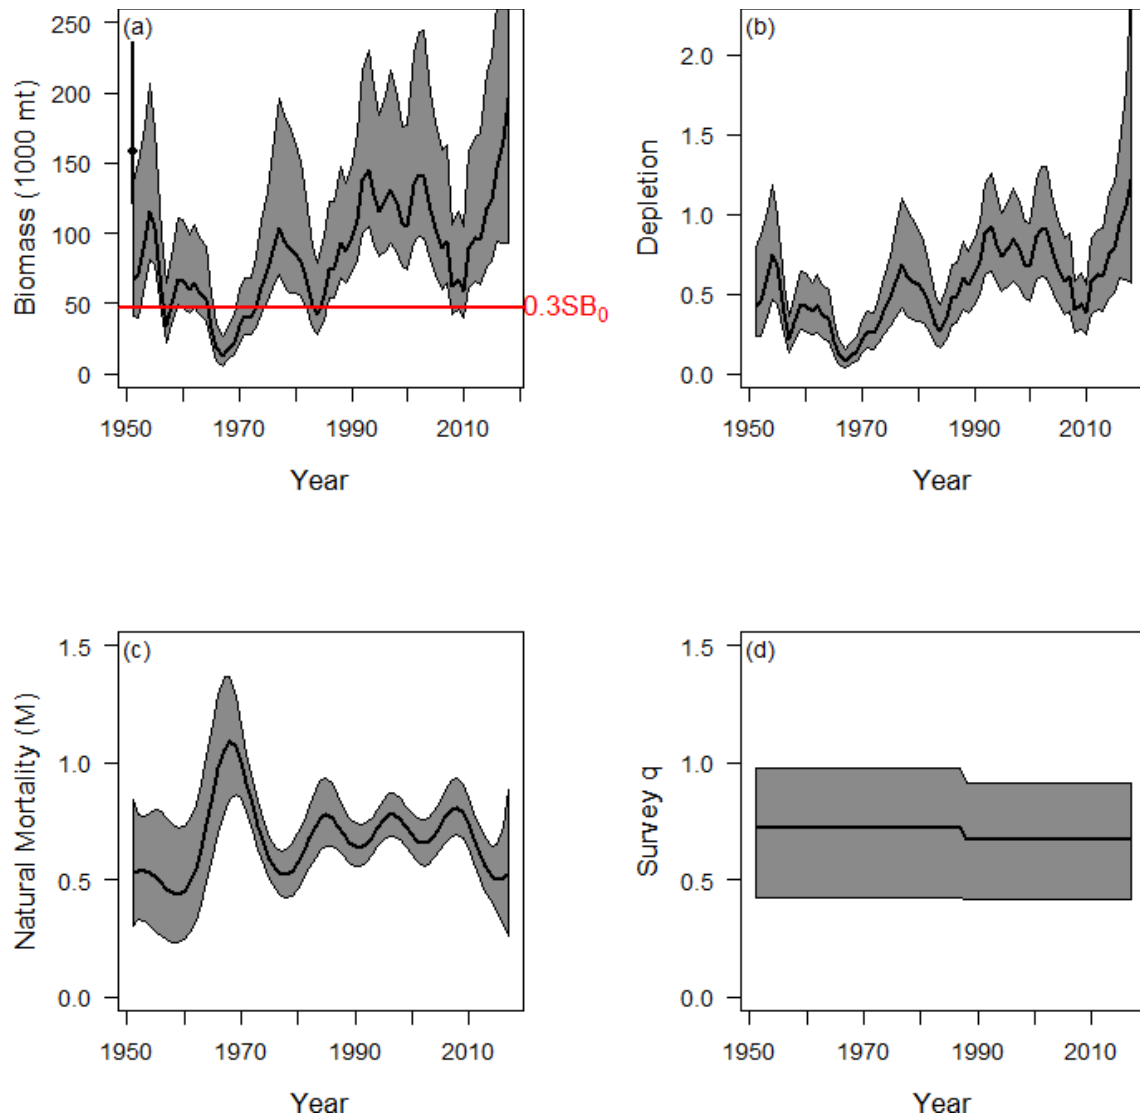 (a)
Biomass (1000 mt)
250
200
150
100
50
0
0.3SB₀
1950 1970 1990 2010
Year
(b)
Depletion
2.0
1.5
1.0
0.5
0.0
1950 1970 1990 2010
Year
(c)
Natural Mortality (M)
1.5
1.0
0.5
0.0
1950 1970 1990 2010
Year
(d)
Survey q
1.5
1.0
0.5
0.0
1950 1970 1990 2010
Year